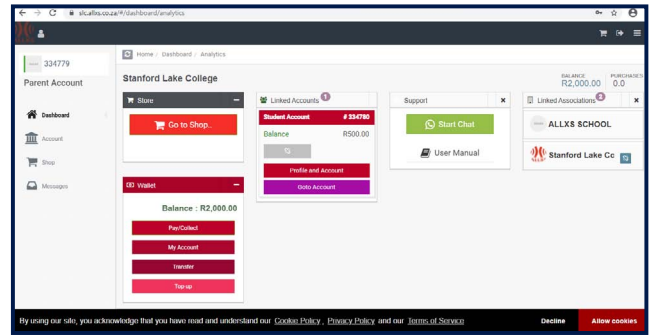 slc.allxs.co.za/#/dashboard/analytics
334779
Parent Account
Dashboard
Account
Shop
Messages
Home / Dashboard / Analytics
Stanford Lake College
BALANCE
R2,000.00
PURCHASES
0.0
Store
Go to Shop..
Wallet
Balance : R2,000.00
Pay/Collect
My Account
Transfer
Top-up
Linked Accounts 1
Student Account # 334780
Balance R500.00
Profile and Account
Goto Account
Support
Start Chat
User Manual
Linked Associations 2
ALLXS SCHOOL
Stanford Lake Cc
By using our site, you acknowledge that you have read and understand our Cookie Policy , Privacy Policy and our Terms of Service
Decline
Allow cookies